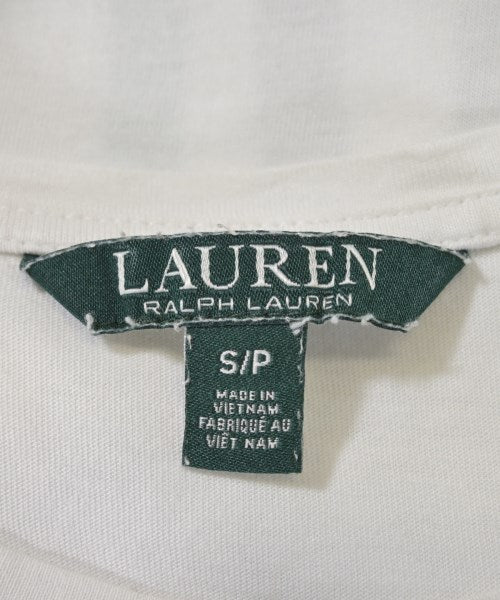 LAUREN
RALPH LAUREN
S/P
MADE IN
VIETNAM
FABRIQUÉ AU
VIÊT NAM